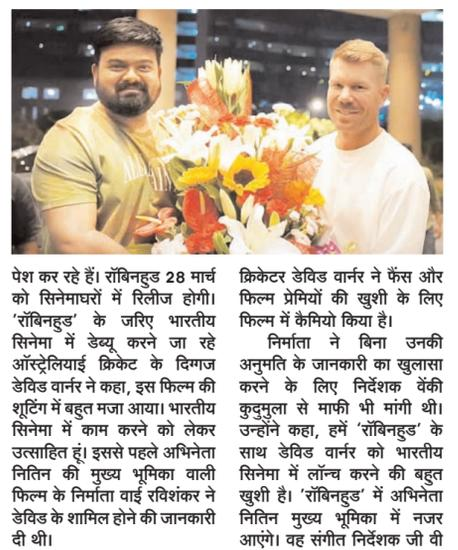 पेश कर रहे हैं। रॉबिनहुड 28 मार्च
को सिनेमाघरों में रिलीज होगी।
'रॉबिनहुड' के जरिए भारतीय
सिनेमा में डेब्यू करने जा रहे
ऑस्ट्रेलियाई क्रिकेट के दिग्गज
डेविड वार्नर ने कहा, इस फिल्म की
शूटिंग में बहुत मजा आया। भारतीय
सिनेमा में काम करने को लेकर
उत्साहित हूं। इससे पहले अभिनेता
नितिन की मुख्य भूमिका वाली
फिल्म के निर्माता वाई रविशंकर ने
डेविड के शामिल होने की जानकारी
दी थी।
क्रिकेटर डेविड वार्नर ने फैंस और
फिल्म प्रेमियों की खुशी के लिए
फिल्म में कैमियो किया है।
निर्माता ने बिना उनकी
अनुमति के जानकारी का खुलासा
करने के लिए निर्देशक वेंकी
कुदुमुला से माफी भी मांगी थी।
उन्होंने कहा, हमें 'रॉबिनहुड' के
साथ डेविड वार्नर को भारतीय
सिनेमा में लॉन्च करने की बहुत
खुशी है। 'रॉबिनहुड' में अभिनेता
नितिन मुख्य भूमिका में नजर
आएंगे। वह संगीत निर्देशक जी वी